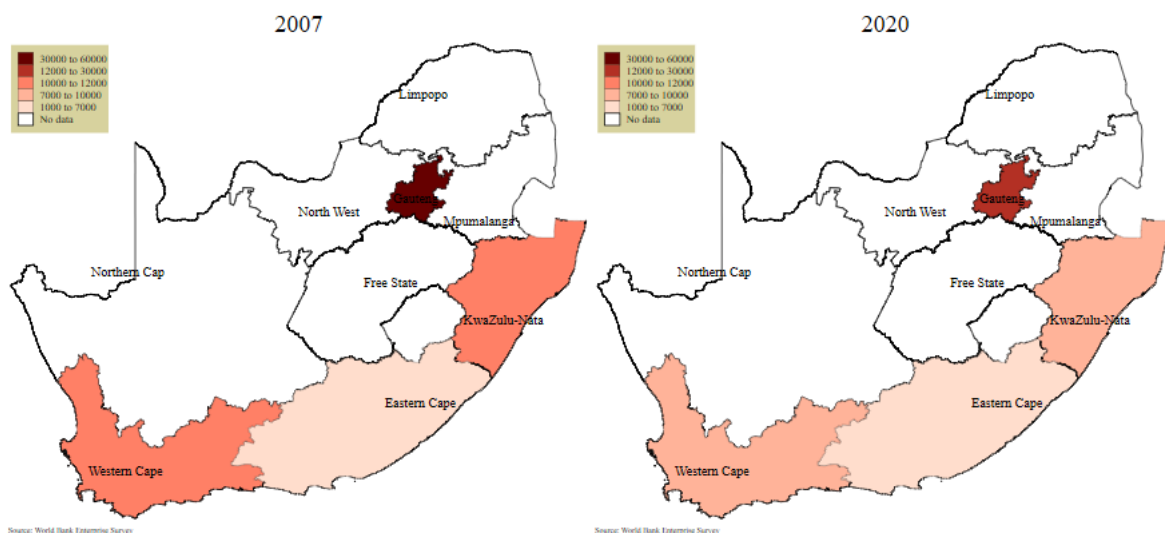 2007
30000 to 60000
12000 to 30000
10000 to 12000
7000 to 10000
1000 to 7000
No data
Limpopo
Gauteng
North West
Mpumalanga
Northern Cap
Free State
KwaZulu-Nata
Eastern Cape
Western Cape
Source: World Bank Enterprise Survey
2020
30000 to 60000
12000 to 30000
10000 to 12000
7000 to 10000
1000 to 7000
No data
Limpopo
Gauteng
North West
Mpumalanga
Northern Cap
Free State
KwaZulu-Nata
Eastern Cape
Western Cape
Source: World Bank Enterprise Survey